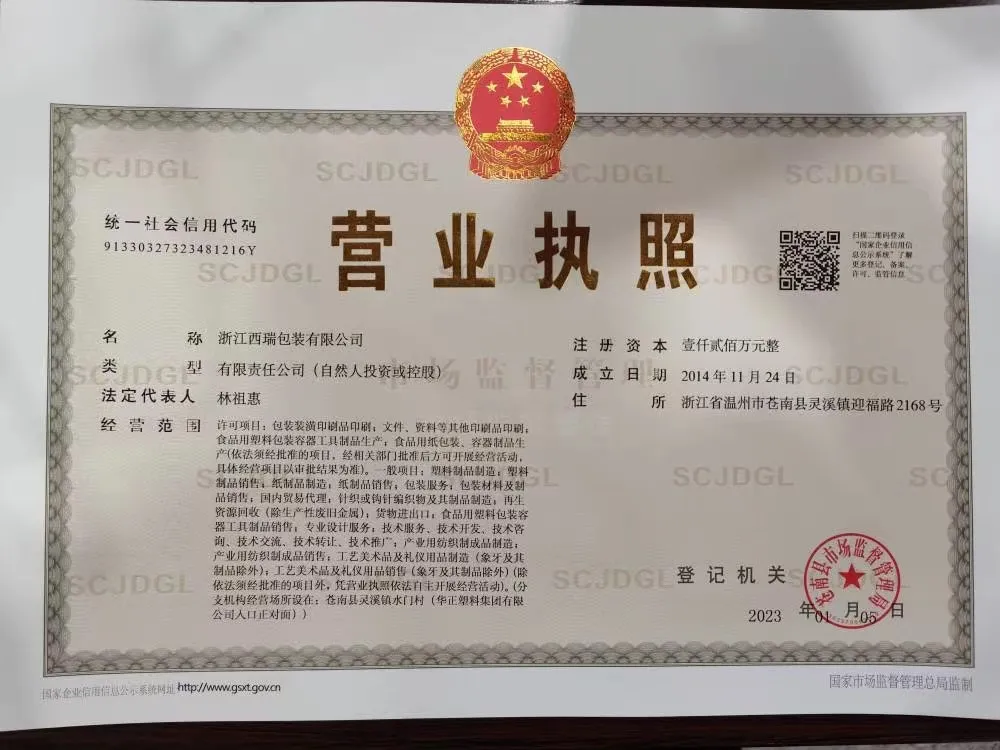 SCJDGL
统一社会信用代码
91330327323481216Y
营业执照
扫描二维码登录
“国家企业信用信
息公示系统”了解
更多登记、备案、
许可、监管信息
名称 浙江西瑞包装有限公司
类型 有限责任公司（自然人投资或控股）
法定代表人 林祖惠
经营范围 许可项目：包装装潢印刷品印刷；文件、资料等其他印刷品印刷；
食品用塑料包装容器工具制品生产；食品用纸包装、容器制品生
产(依法须经批准的项目，经相关部门批准后方可开展经营活动，
具体经营项目以审批结果为准)。一般项目：塑料制品制造；塑料
制品销售；纸制品制造；纸制品销售；包装服务；包装材料及制
品销售；国内贸易代理；针织或钩针编织物及其制品制造；再生
资源回收（除生产性废旧金属）；货物进出口；食品用塑料包装容
器工具制品销售；专业设计服务；技术服务、技术开发、技术咨
询、技术交流、技术转让、技术推广；产业用纺织制成品制造；
产业用纺织制成品销售；工艺美术品及礼仪用品制造（象牙及其
制品除外）；工艺美术品及礼仪用品销售（象牙及其制品除外）(除
依法须经批准的项目外，凭营业执照依法自主开展经营活动)。(分
支机构经营场所设在：苍南县灵溪镇水门村（华正塑料集团有限
公司入口正对面）)
注册资本 壹仟贰佰万元整
成立日期 2014年11月24日
住所 浙江省温州市苍南县灵溪镇迎福路2168号
市场监督管理
登记机关
苍南县市场监督管理局
2023 年01 月05 日
国家企业信用信息公示系统网址 http://www.gsxt.gov.cn
国家市场监督管理总局监制